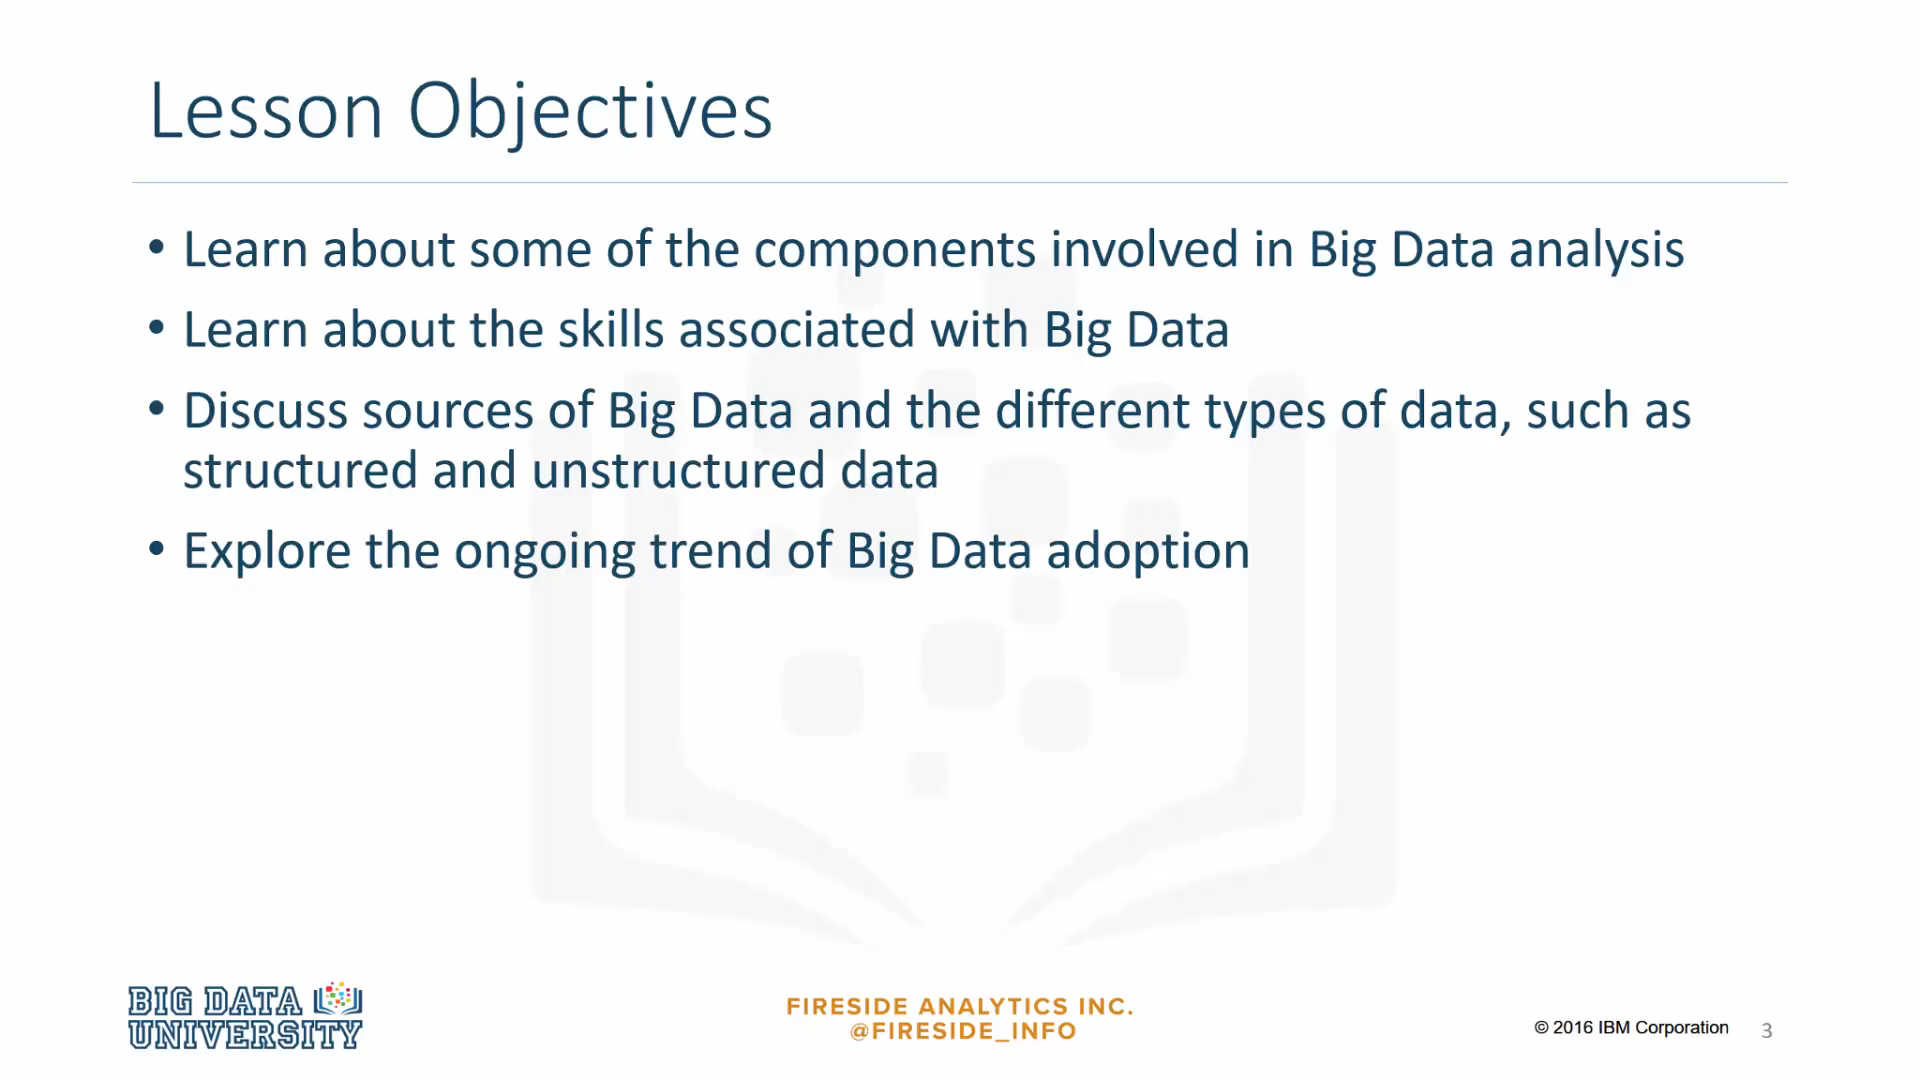 Lesson Objectives
• Learn about some of the components involved in Big Data analysis
• Learn about the skills associated with Big Data
• Discuss sources of Big Data and the different types of data, such as
structured and unstructured data
• Explore the ongoing trend of Big Data adoption
BIG DATA
UNIVERSITY
FIRESIDE ANALYTICS INC.
@FIRESIDE_INFO
© 2016 IBM Corporation 3